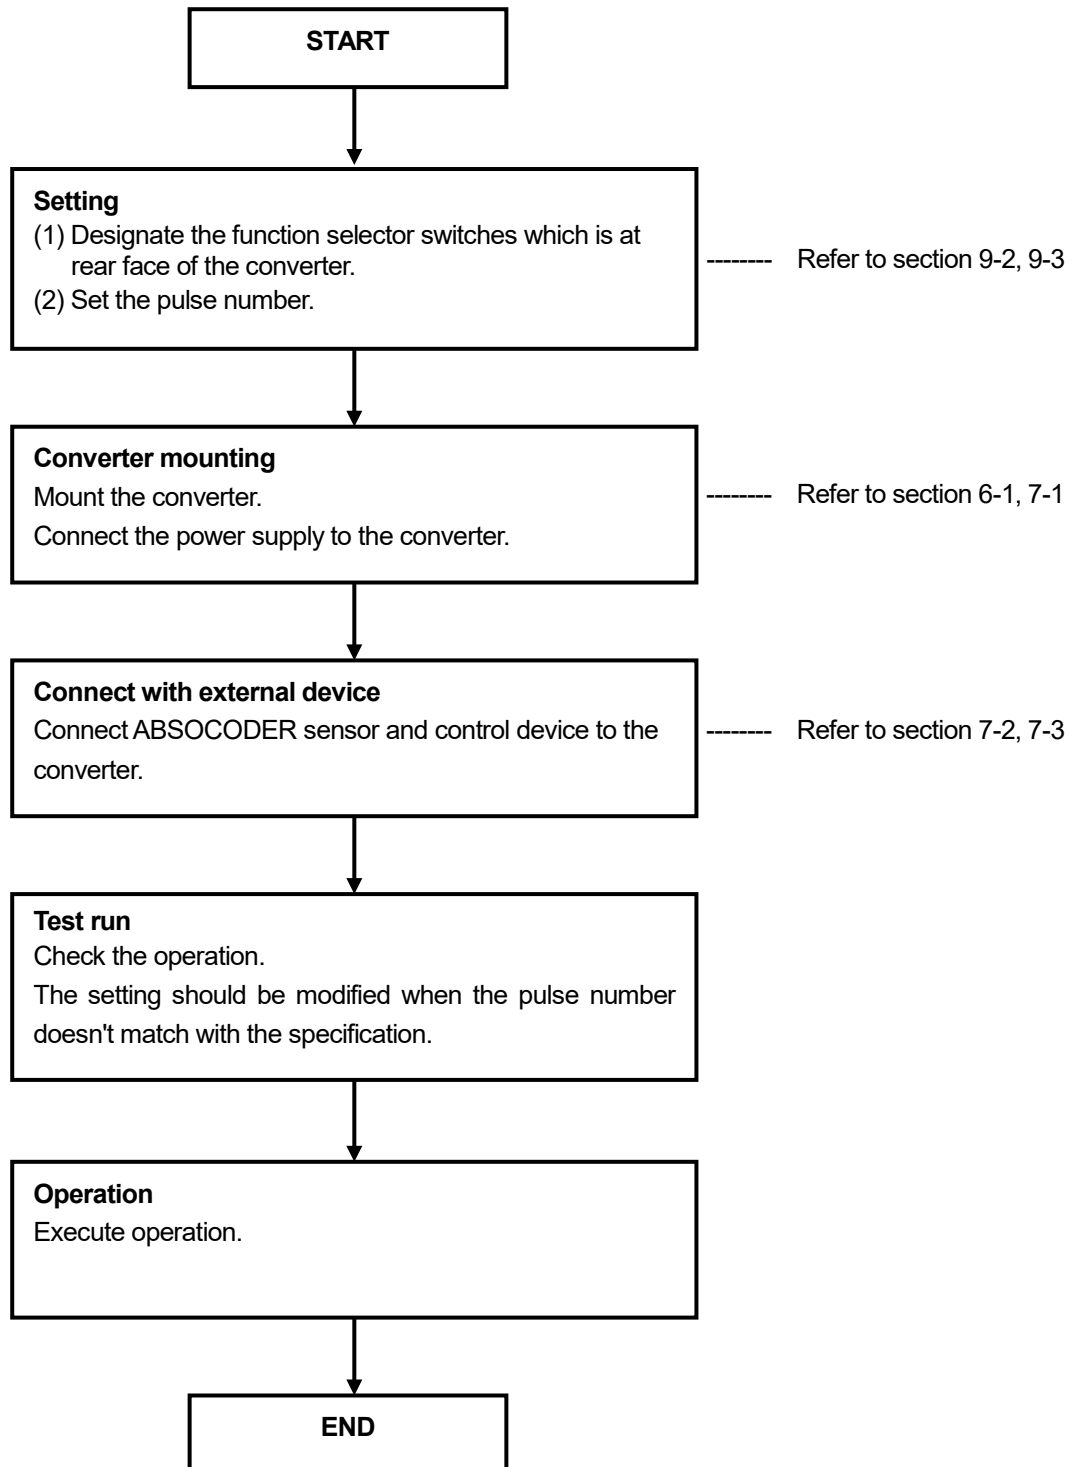 START
Setting
(1) Designate the function selector switches which is at
rear face of the converter.
(2) Set the pulse number.
-------- Refer to section 9-2, 9-3
Converter mounting
Mount the converter.
Connect the power supply to the converter.
-------- Refer to section 6-1, 7-1
Connect with external device
Connect ABSOCODER sensor and control device to the
converter.
-------- Refer to section 7-2, 7-3
Test run
Check the operation.
The setting should be modified when the pulse number
doesn't match with the specification.
Operation
Execute operation.
END